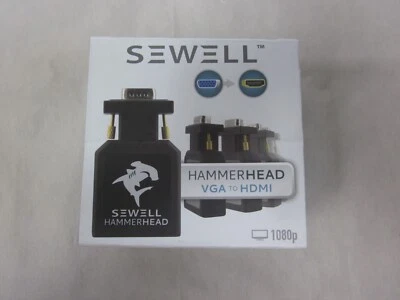 SEWELL™
HAMMERHEAD
VGA TO HDMI
SEWELL
HAMMERHEAD
1080p